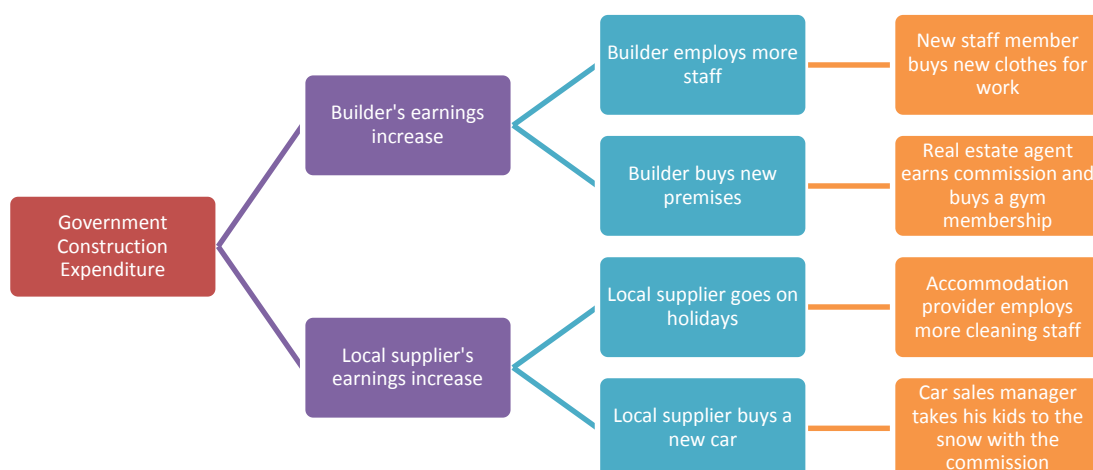 Government
Construction
Expenditure
Builder's earnings
increase
Local supplier's
earnings increase
Builder employs more
staff
Builder buys new
premises
Local supplier goes on
holidays
Local supplier buys a
new car
New staff member
buys new clothes for
work
Real estate agent
earns commission and
buys a gym
membership
Accommodation
provider employs
more cleaning staff
Car sales manager
takes his kids to the
snow with the
commission